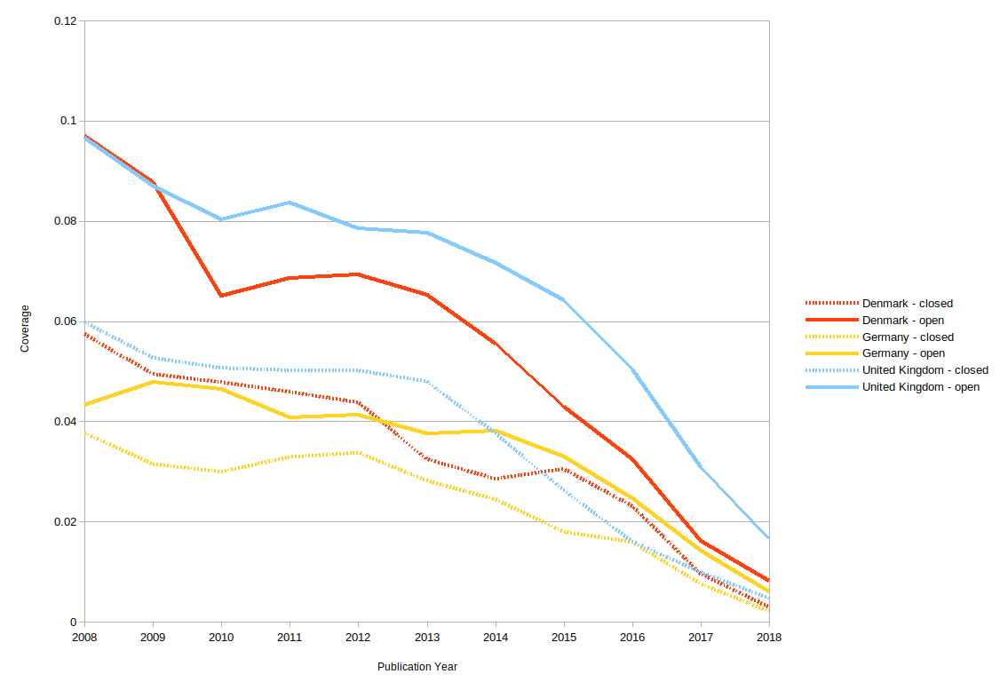 0.12
0.1
0.08
0.06
0.04
0.02
0
Coverage
2008 2009 2010 2011 2012 2013 2014 2015 2016 2017 2018
Publication Year
Denmark - closed
Denmark - open
Germany - closed
Germany - open
United Kingdom - closed
United Kingdom - open